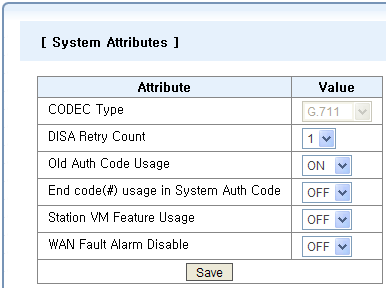 [ System Attributes ]
Attribute Value
CODEC Type G.711
DISA Retry Count 1
Old Auth Code Usage ON
End code(#) usage in System Auth Code OFF
Station VM Feature Usage OFF
WAN Fault Alarm Disable OFF
Save